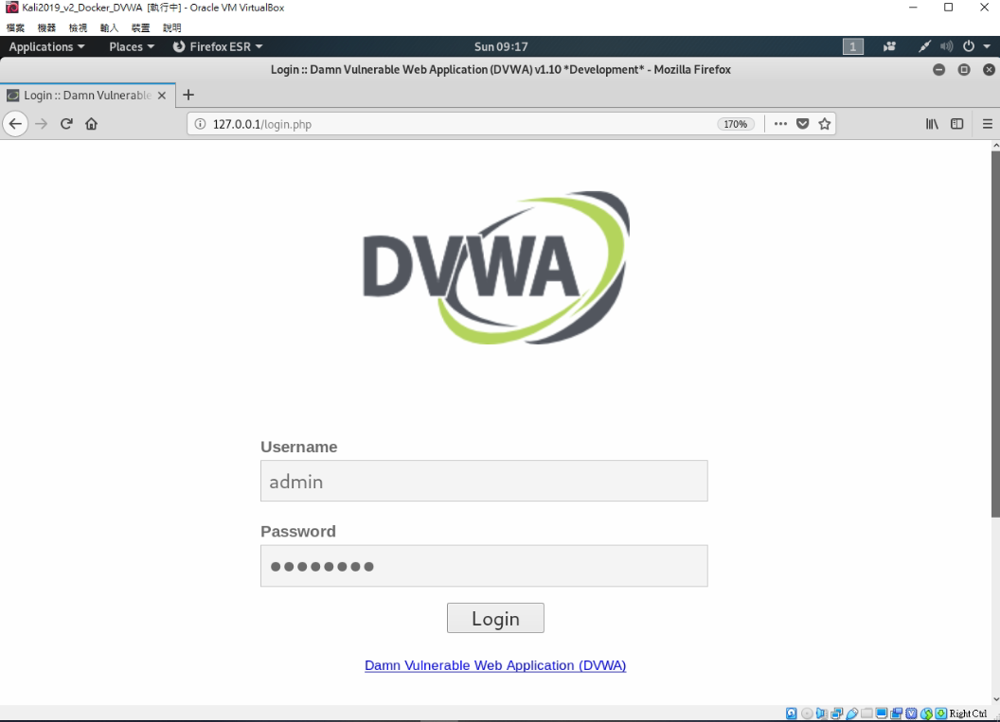 Kali2019_v2_Docker_DVWA [執行中] - Oracle VM VirtualBox
檔案 機器 檢視 輸入 裝置 說明
Applications Places Firefox ESR Sun 09:17 1
Login :: Damn Vulnerable Web Application (DVWA) v1.10 *Development* - Mozilla Firefox
Login :: Damn Vulnerable
127.0.0.1/login.php 170%
DVWA
Username
admin
Password
Login
Damn Vulnerable Web Application (DVWA)
Right Ctrl